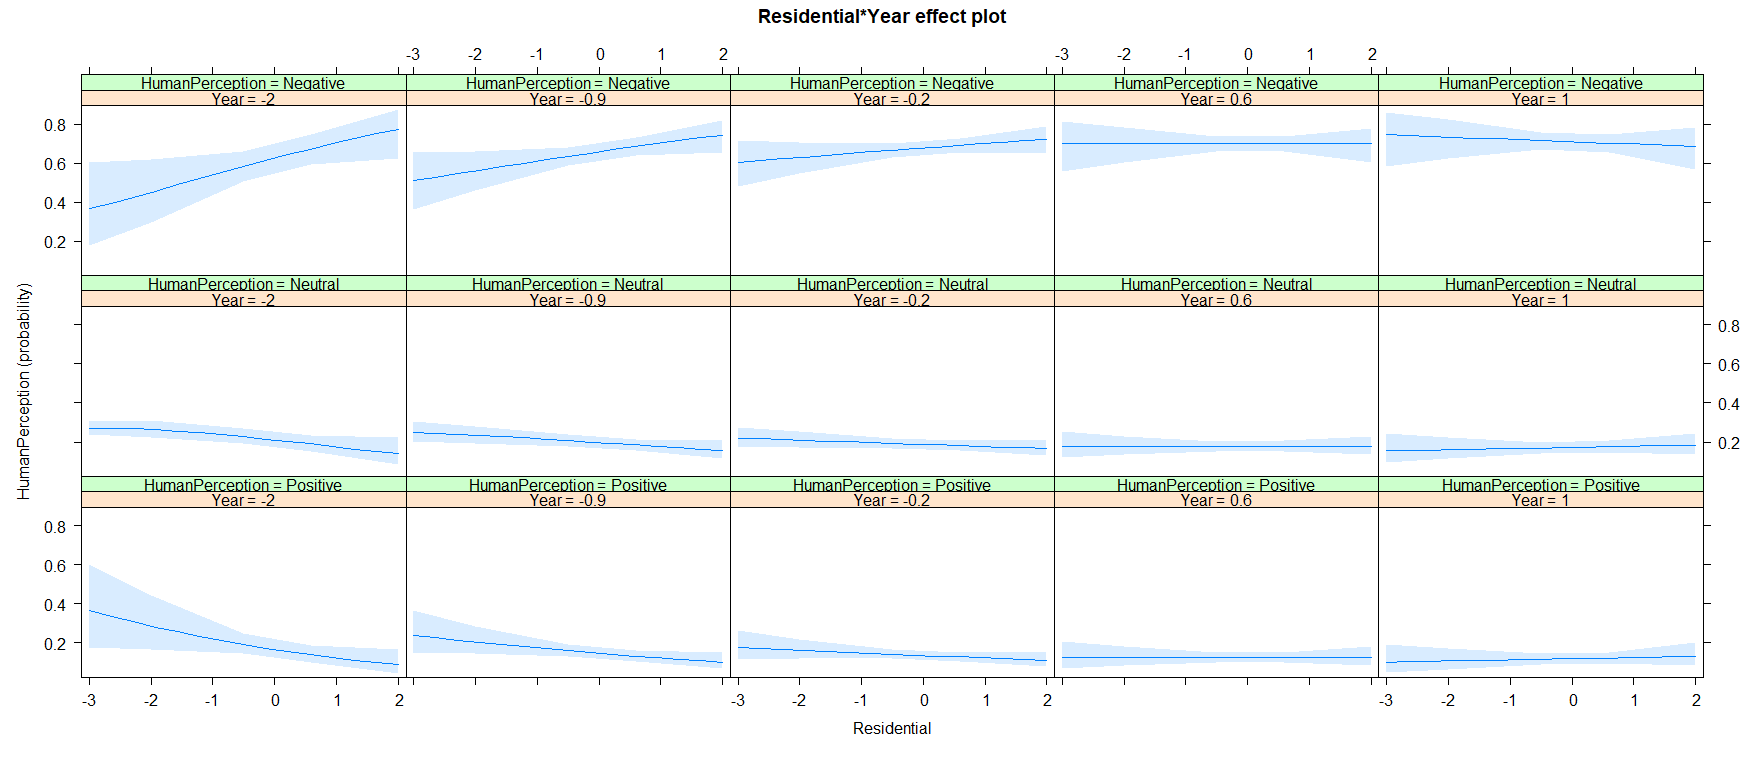 Residential*Year effect plot
-3 -2 -1 0 1 2 -3 -2 -1 0 1 2
HumanPerception = Negative HumanPerception = Negative HumanPerception = Negative HumanPerception = Negative HumanPerception = Negative
Year = -2 Year = -0.9 Year = -0.2 Year = 0.6 Year = 1
0.8
0.6
0.4
0.2
HumanPerception = Neutral HumanPerception = Neutral HumanPerception = Neutral HumanPerception = Neutral HumanPerception = Neutral
Year = -2 Year = -0.9 Year = -0.2 Year = 0.6 Year = 1
0.8
0.6
0.4
0.2
HumanPerception (probability)
HumanPerception = Positive HumanPerception = Positive HumanPerception = Positive HumanPerception = Positive HumanPerception = Positive
Year = -2 Year = -0.9 Year = -0.2 Year = 0.6 Year = 1
0.8
0.6
0.4
0.2
-3 -2 -1 0 1 2 -3 -2 -1 0 1 2 -3 -2 -1 0 1 2
Residential